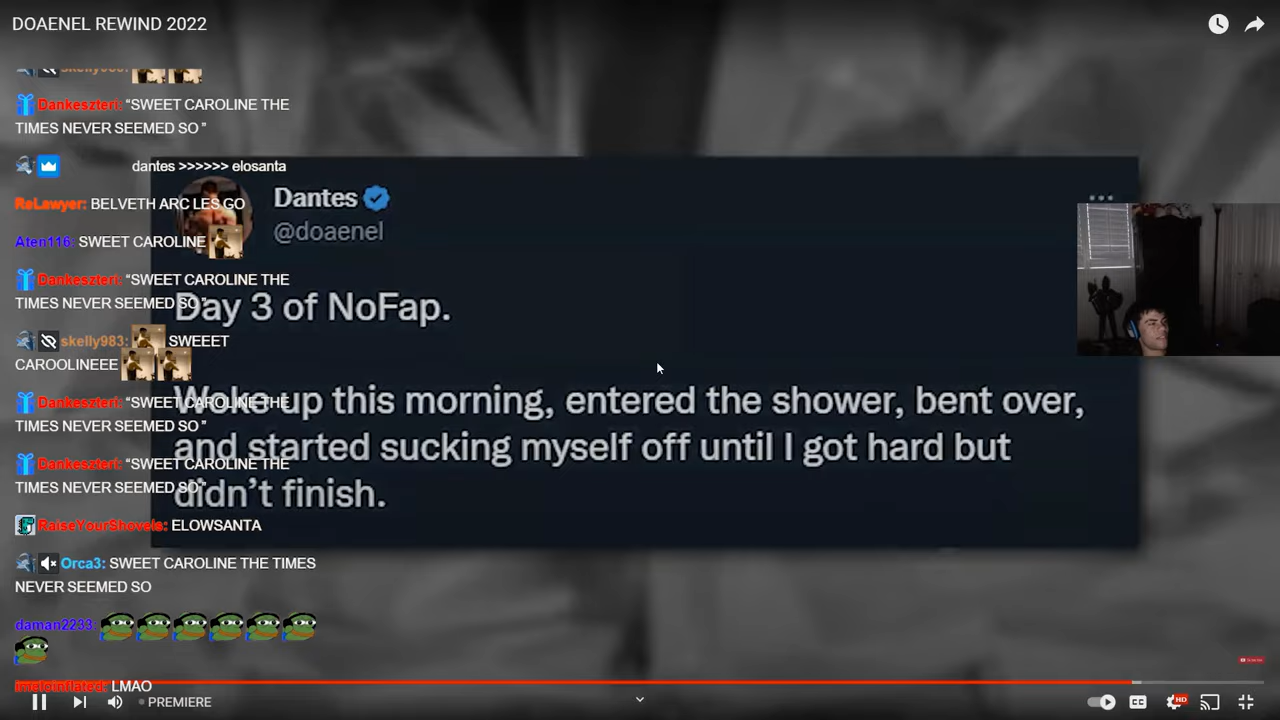 DOAENEL REWIND 2022
skelly983:
Dankeszteri: “SWEET CAROLINE THE
TIMES NEVER SEEMED SO ”
dantes >>>>>> elosanta
ReLawyer: BELVETH ARC LES GO
Aten116: SWEET CAROLINE
Dankeszteri: “SWEET CAROLINE THE
TIMES NEVER SEEMED SO ”
skelly983: SWEEET
CAROOLINEEE
Dankeszteri: “SWEET CAROLINE THE
TIMES NEVER SEEMED SO ”
Dankeszteri: “SWEET CAROLINE THE
TIMES NEVER SEEMED SO ”
RaiseYourShovels: ELOWSANTA
Orca3: SWEET CAROLINE THE TIMES
NEVER SEEMED SO
daman2233:
LMAO
Dantes
@doaenel
Day 3 of NoFap.
Woke up this morning, entered the shower, bent over,
and started sucking myself off until I got hard but
didn’t finish.
PREMIERE
CC
HD